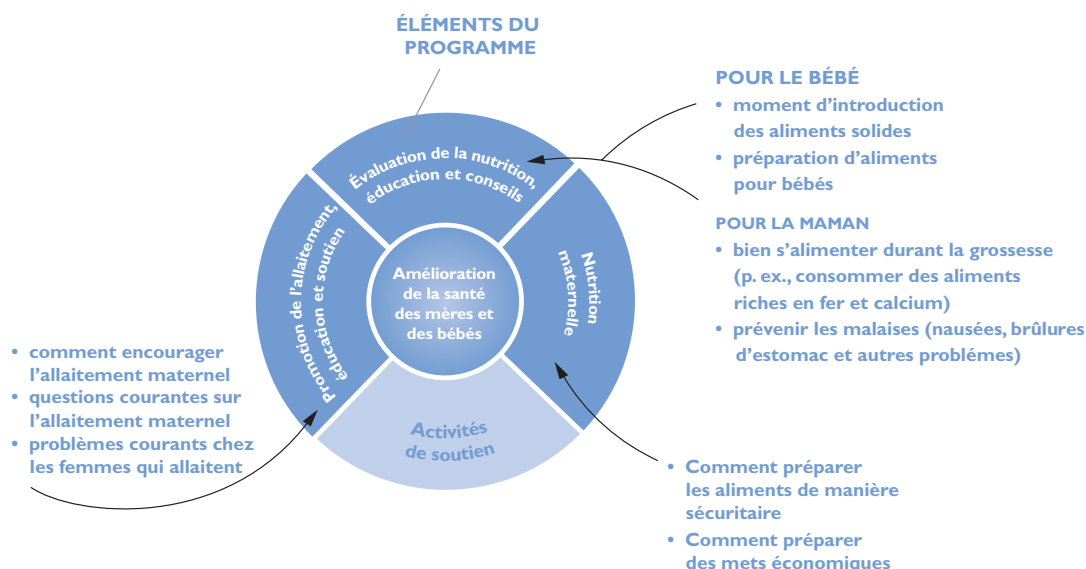 ÉLÉMENTS DU
PROGRAMME
POUR LE BÉBÉ
• moment d’introduction
des aliments solides
• préparation d’aliments
pour bébés
POUR LA MAMAN
• bien s’alimenter durant la grossesse
(p. ex., consommer des aliments
riches en fer et calcium)
• prévenir les malaises (nausées, brûlures
d’estomac et autres problémes)
Évaluation de la nutrition,
éducation et conseils
Promotion de l’allaitement,
éducation et soutien
Nutrition
maternelle
Amélioration
de la santé
des mères et
des bébés
Activités
de soutien
• comment encourager
l’allaitement maternel
• questions courantes sur
l’allaitement maternel
• problèmes courants chez
les femmes qui allaitent
• Comment préparer
les aliments de manière
sécuritaire
• Comment préparer
des mets économiques